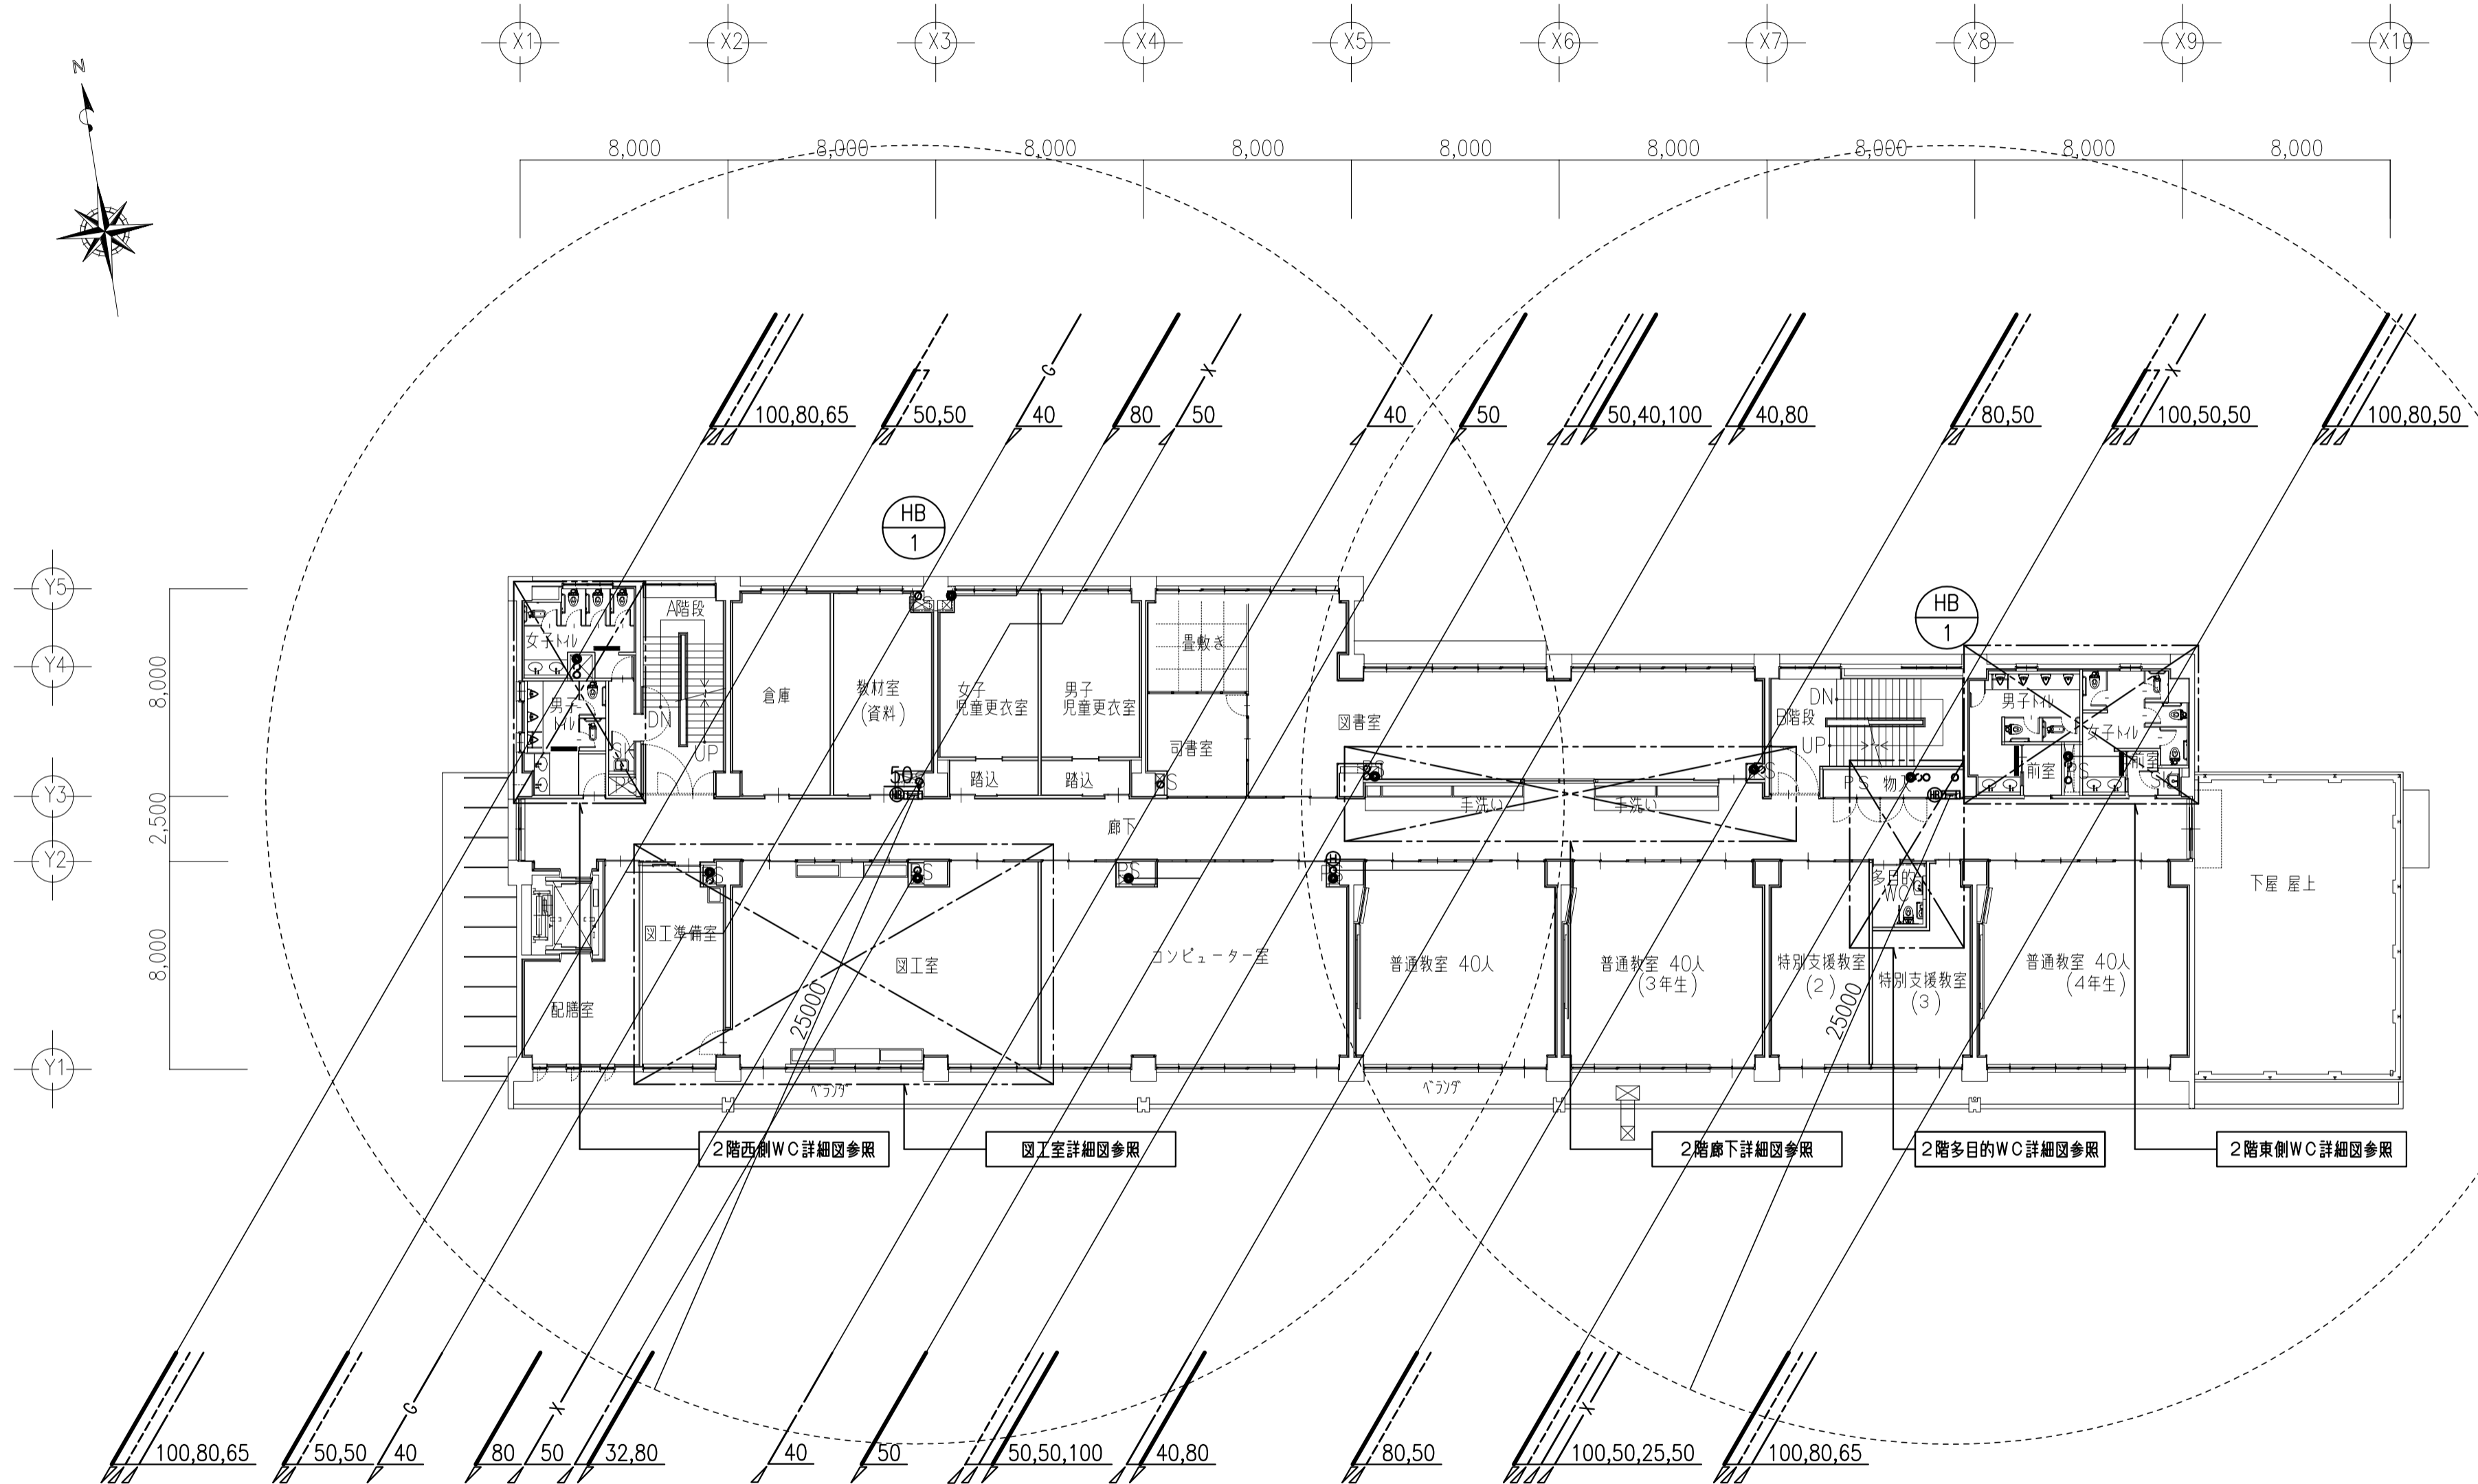 X1 X2 X3 X4 X5 X6 X7 X8 X9 X10
N
8,000 8,000 8,000 8,000 8,000 8,000 8,000 8,000 8,000
G X X
100,80,65 50,50 40 80 50 40 50 50,40,100 40,80 80,50 100,50,50 100,80,50
HB
1
HB
1
Y5
Y4
Y3
Y2
Y1
8,000
2,500
8,000
A階段
女子トイレ
男子
トイレ
DN
UP
SK
PS
倉庫
教材室
(資料)
50
女子
児童更衣室
男子
児童更衣室
踏込
踏込
畳敷き
司書室
図書室
手洗い
手洗い
廊下
DN
B階段
UP
PS 物入
男子トイレ
女子トイレ
前室
前室
PS
多目的
WC
下屋 屋上
PS
図工準備室
図工室
コンピューター室
配膳室
普通教室 40人
普通教室 40人
(3年生)
特別支援教室
(2)
特別支援教室
(3)
普通教室 40人
(4年生)
25000
25000
ベランダ
ベランダ
2階西側WC詳細図参照
図工室詳細図参照
2階廊下詳細図参照
2階多目的WC詳細図参照
2階東側WC詳細図参照
G X X
100,80,65 50,50 40 80 50 32,80 40 50 50,50,100 40,80 80,50 100,50,25,50 100,80,65